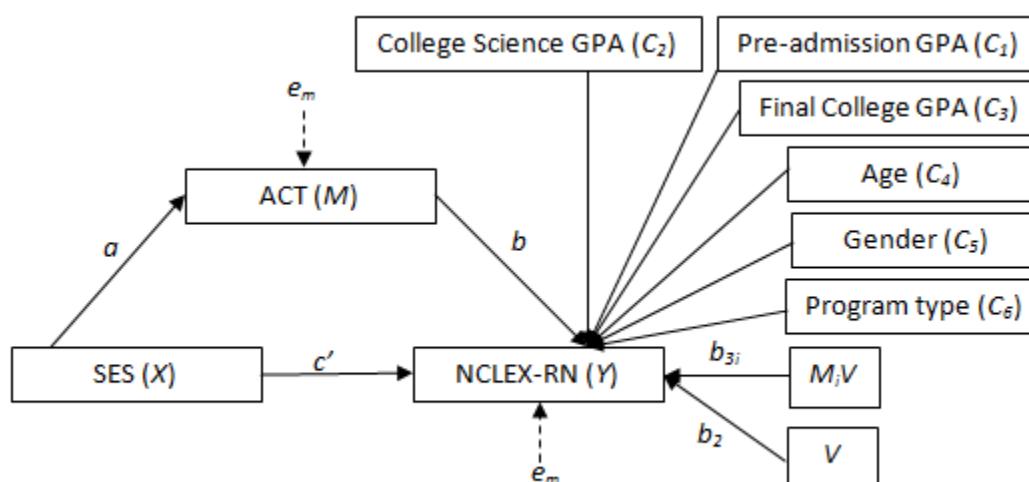 College Science GPA (C₂)
Pre-admission GPA (C₁)
eₘ
Final College GPA (C₃)
ACT (M)
Age (C₄)
a
b
Gender (C₅)
Program type (C₆)
SES (X)
c'
NCLEX-RN (Y)
b₃ᵢ
MᵢV
b₂
V
eₘ